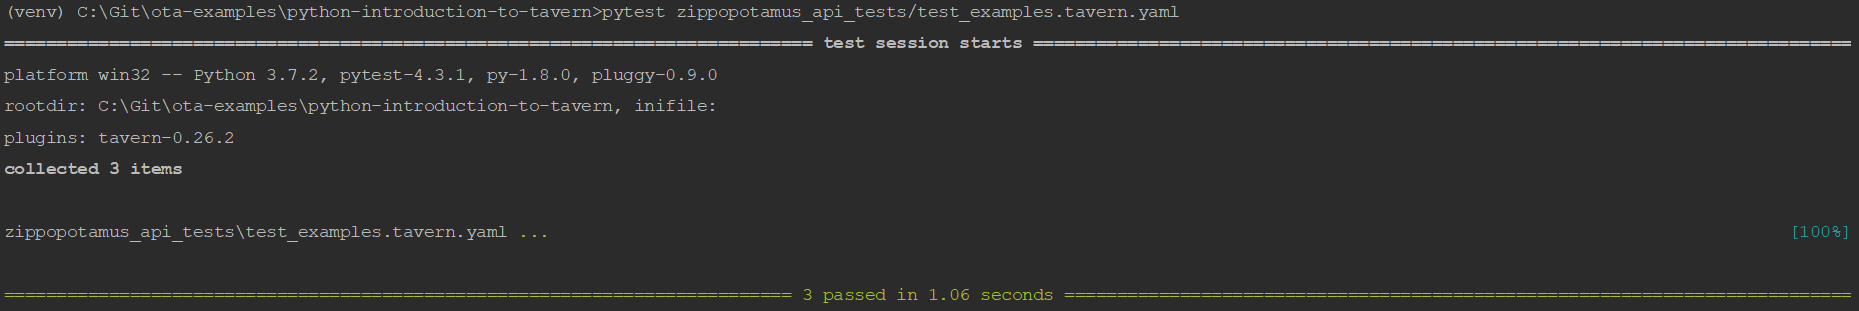 (venv) C:\Git\ota-examples\python-introduction-to-tavern>pytest zippopotamus_api_tests/test_examples.tavern.yaml
============================================================================= test session starts ==============================================================================
platform win32 -- Python 3.7.2, pytest-4.3.1, py-1.8.0, pluggy-0.9.0
rootdir: C:\Git\ota-examples\python-introduction-to-tavern, inifile:
plugins: tavern-0.26.2
collected 3 items
zippopotamus_api_tests\test_examples.tavern.yaml ... [100%]
=========================================================================== 3 passed in 1.06 seconds ===========================================================================